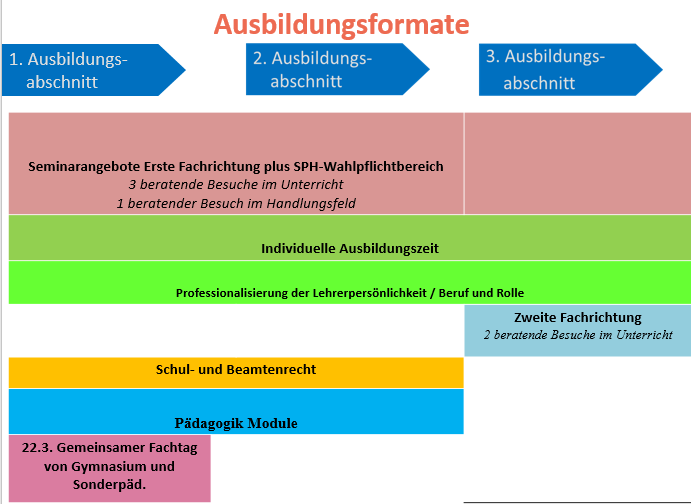 Ausbildungsformate
1. Ausbildungs-
abschnitt
2. Ausbildungs-
abschnitt
3. Ausbildungs-
abschnitt
Seminarangebote Erste Fachrichtung plus SPH-Wahlpflichtbereich
3 beratende Besuche im Unterricht
1 beratender Besuch im Handlungsfeld
Individuelle Ausbildungszeit
Professionalisierung der Lehrerpersönlichkeit / Beruf und Rolle
Zweite Fachrichtung
2 beratende Besuche im Unterricht
Schul- und Beamtenrecht
Pädagogik Module
22.3. Gemeinsamer Fachtag
von Gymnasium und
Sonderpäd.